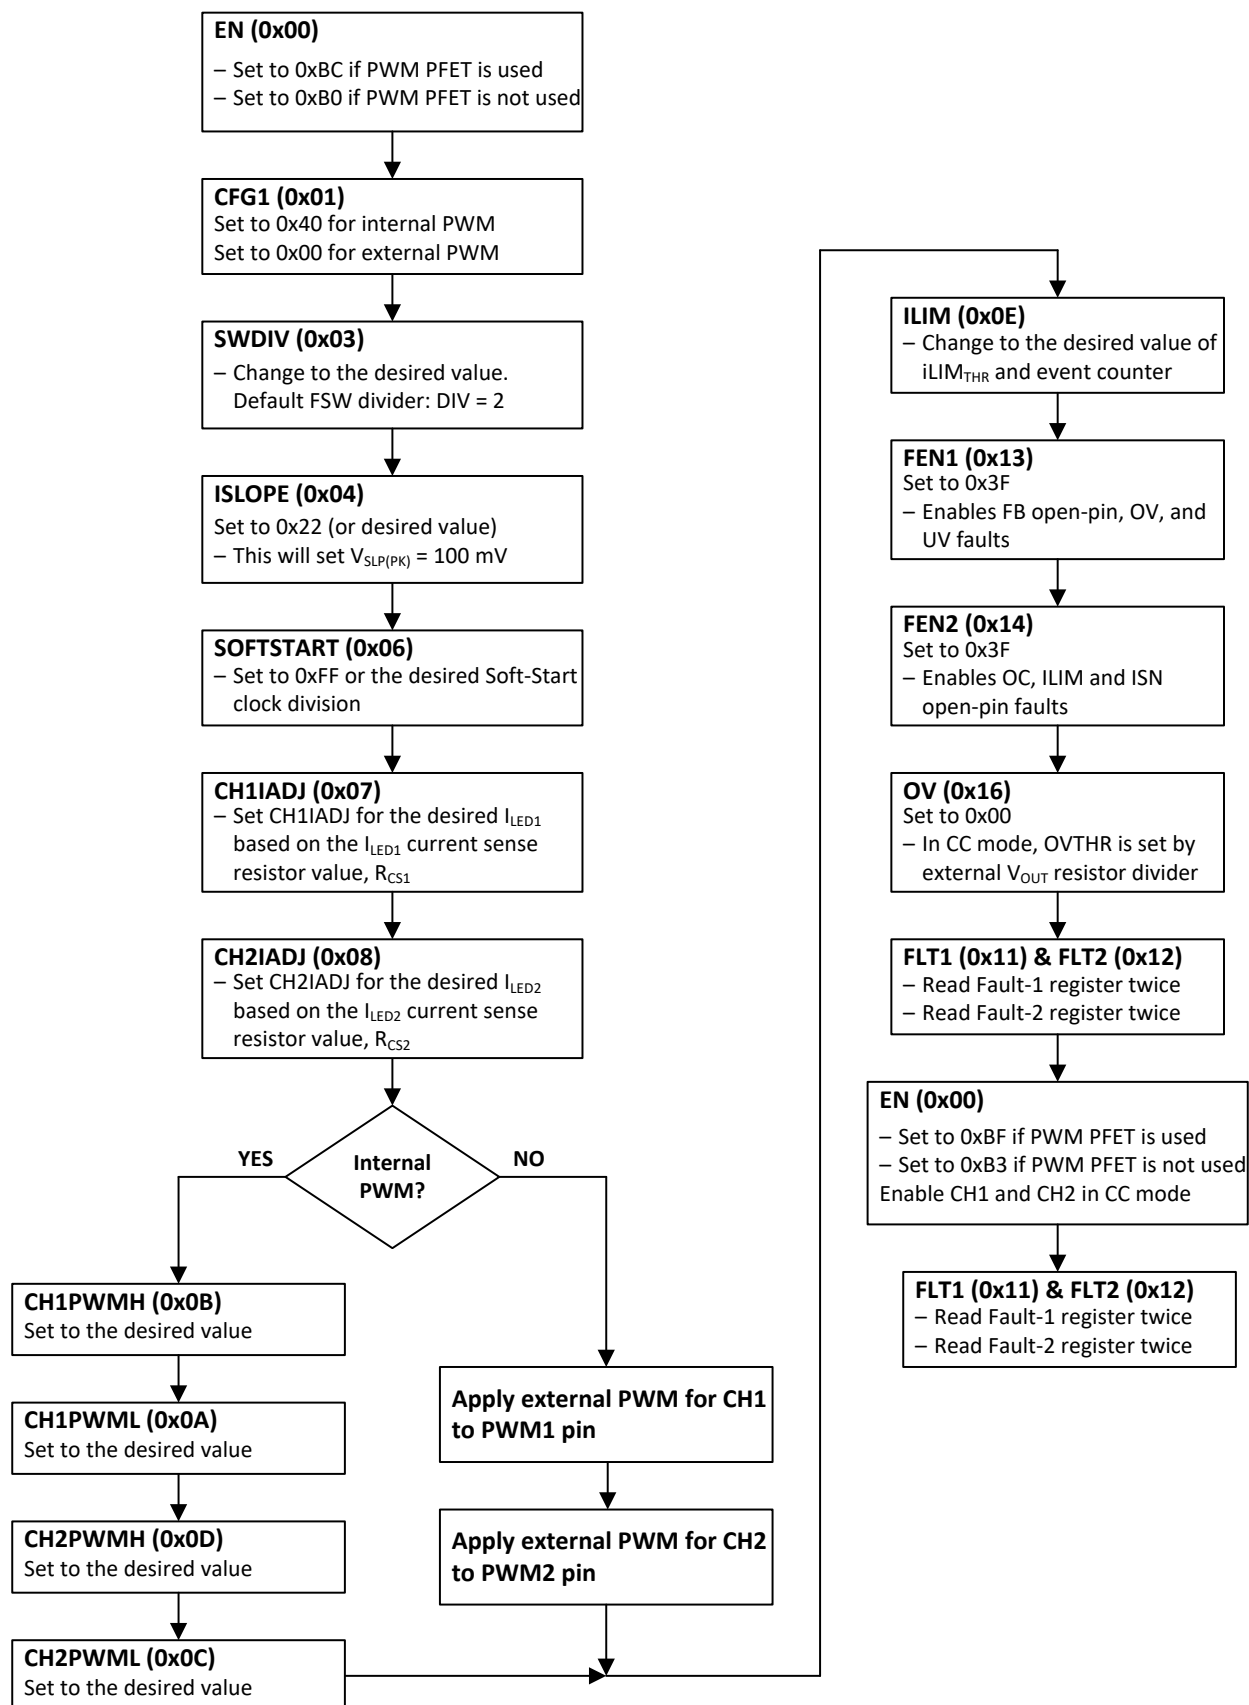 EN (0x00)
– Set to 0xBC if PWM PFET is used
– Set to 0xB0 if PWM PFET is not used
CFG1 (0x01)
Set to 0x40 for internal PWM
Set to 0x00 for external PWM
SWDIV (0x03)
– Change to the desired value.
Default FSW divider: DIV = 2
ISLOPE (0x04)
Set to 0x22 (or desired value)
– This will set VSLP(PK) = 100 mV
SOFTSTART (0x06)
– Set to 0xFF or the desired Soft-Start
clock division
CH1IADJ (0x07)
– Set CH1IADJ for the desired ILED1
based on the ILED1 current sense
resistor value, RCS1
CH2IADJ (0x08)
– Set CH2IADJ for the desired ILED2
based on the ILED2 current sense
resistor value, RCS2
Internal
PWM?
YES
NO
CH1PWMH (0x0B)
Set to the desired value
CH1PWML (0x0A)
Set to the desired value
CH2PWMH (0x0D)
Set to the desired value
CH2PWML (0x0C)
Set to the desired value
Apply external PWM for CH1
to PWM1 pin
Apply external PWM for CH2
to PWM2 pin
ILIM (0x0E)
– Change to the desired value of
iLIMTHR and event counter
FEN1 (0x13)
Set to 0x3F
– Enables FB open-pin, OV, and
UV faults
FEN2 (0x14)
Set to 0x3F
– Enables OC, ILIM and ISN
open-pin faults
OV (0x16)
Set to 0x00
– In CC mode, OVTHR is set by
external VOUT resistor divider
FLT1 (0x11) & FLT2 (0x12)
– Read Fault-1 register twice
– Read Fault-2 register twice
EN (0x00)
– Set to 0xBF if PWM PFET is used
– Set to 0xB3 if PWM PFET is not used
Enable CH1 and CH2 in CC mode
FLT1 (0x11) & FLT2 (0x12)
– Read Fault-1 register twice
– Read Fault-2 register twice